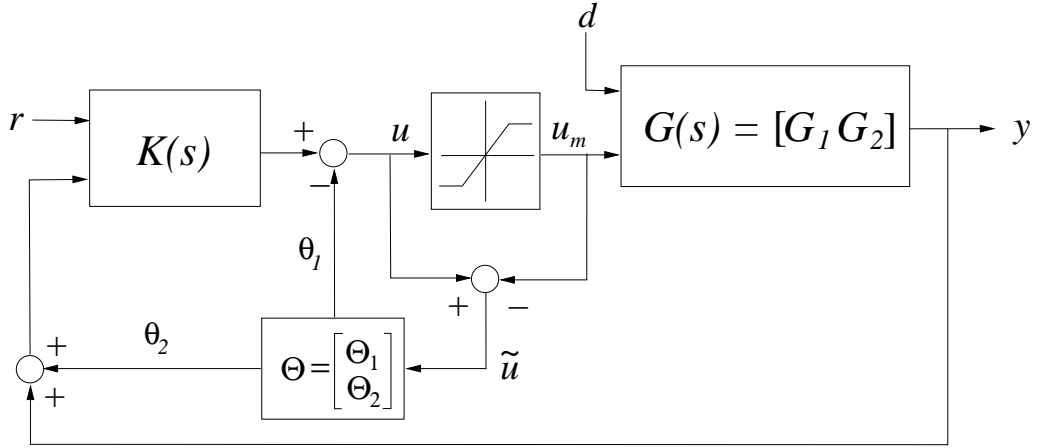 d
r
K(s)
+
−
u
u_m
G(s) = [G_1 G_2]
y
θ_1
+
−
θ_2
+
+
Θ = [Θ_1
Θ_2]
ũ